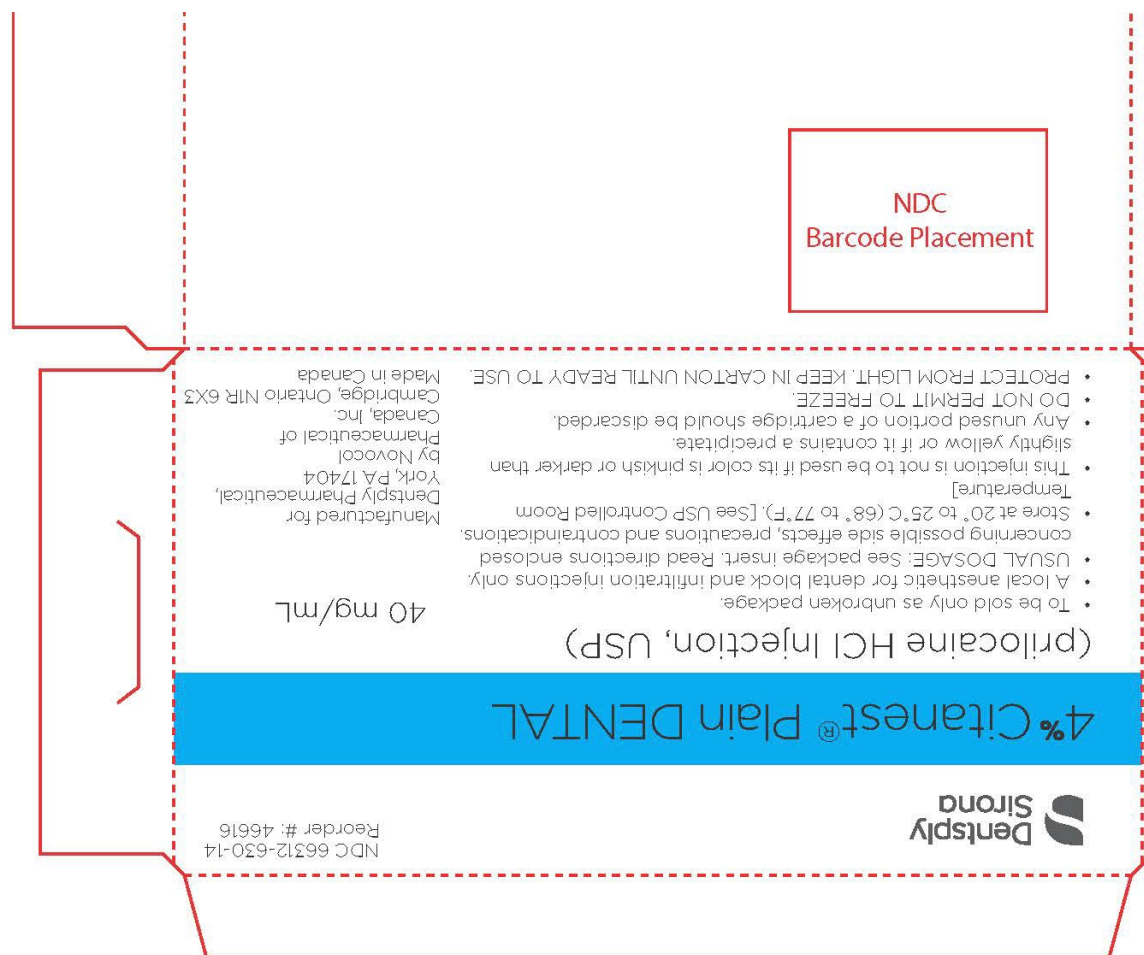 NDC
Barcode Placement
Dentsply
Sirona
NDC 66312-630-14
Reorder #: 46616
4% Citanest® Plain DENTAL
(prilocaine HCl Injection, USP)
40 mg/mL
• To be sold only as unbroken package.
• A local anesthetic for dental block and infiltration injections only.
• USUAL DOSAGE: See package insert. Read directions enclosed
concerning possible side effects, precautions and contraindications.
• Store at 20° to 25°C (68° to 77°F). [See USP Controlled Room
Temperature]
• This injection is not to be used if its color is pinkish or darker than
slightly yellow or if it contains a precipitate.
• Any unused portion of a cartridge should be discarded.
• DO NOT PERMIT TO FREEZE.
• PROTECT FROM LIGHT. KEEP IN CARTON UNTIL READY TO USE.
Manufactured for
Dentsply Pharmaceutical,
York, PA 17404
by Novocol
Pharmaceutical of
Canada, Inc.
Cambridge, Ontario N1R 6X3
Made in Canada